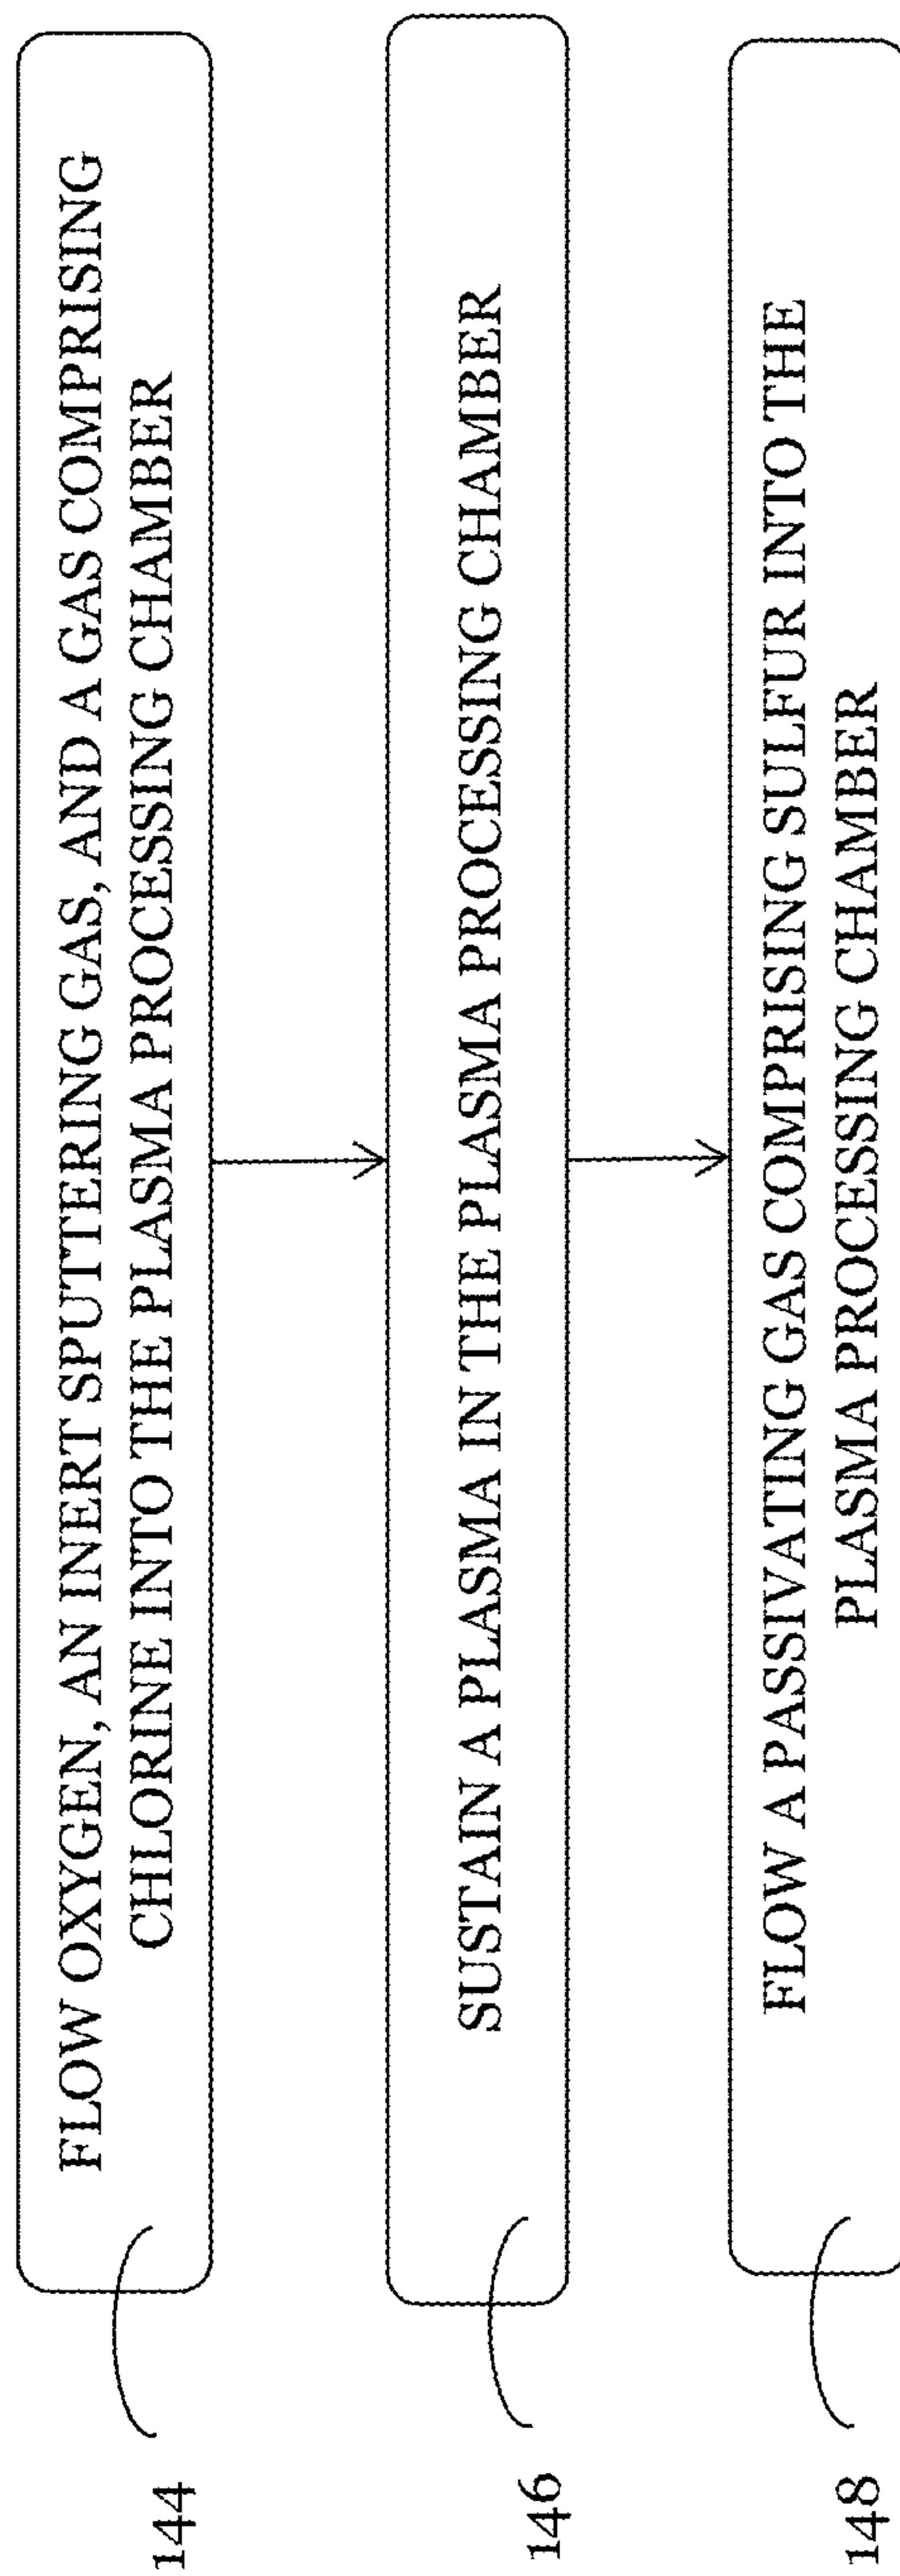 144
FLOW OXYGEN, AN INERT SPUTTERING GAS, AND A GAS COMPRISING
CHLORINE INTO THE PLASMA PROCESSING CHAMBER
146
SUSTAIN A PLASMA IN THE PLASMA PROCESSING CHAMBER
148
FLOW A PASSIVATING GAS COMPRISING SULFUR INTO THE
PLASMA PROCESSING CHAMBER